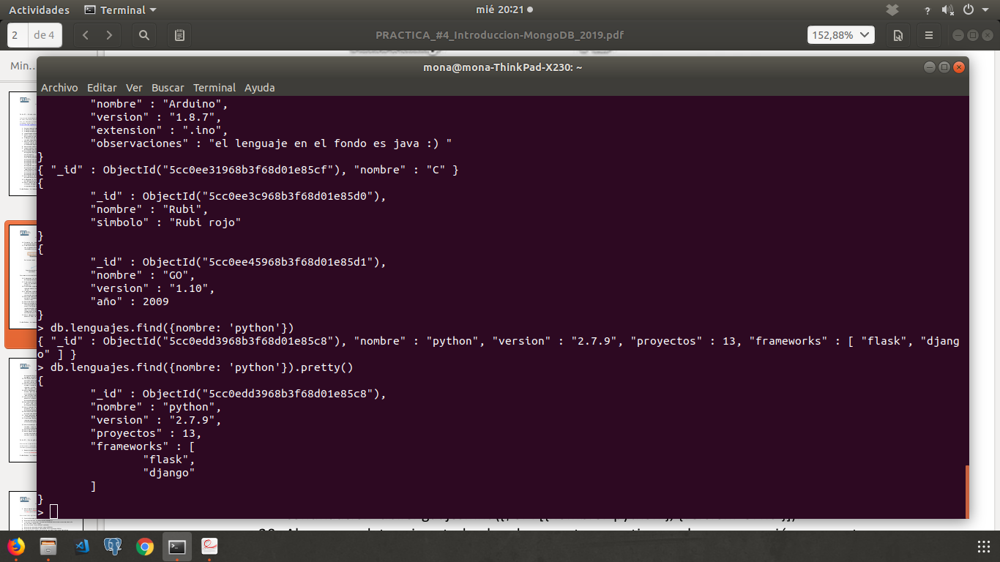 Actividades Terminal mié 20:21
2 de 4 PRACTICA_#4_Introduccion-MongoDB_2019.pdf 152,88%
Min...
mona@mona-ThinkPad-X230: ~
Archivo Editar Ver Buscar Terminal Ayuda
"nombre" : "Arduino",
"version" : "1.8.7",
"extension" : ".ino",
"observaciones" : "el lenguaje en el fondo es java :) "
}
{ "_id" : ObjectId("5cc0ee31968b3f68d01e85cf"), "nombre" : "C" }
{
"_id" : ObjectId("5cc0ee3c968b3f68d01e85d0"),
"nombre" : "Rubi",
"simbolo" : "Rubi rojo"
}
{
"_id" : ObjectId("5cc0ee45968b3f68d01e85d1"),
"nombre" : "GO",
"version" : "1.10",
"año" : 2009
}
> db.lenguajes.find({nombre: 'python'})
{ "_id" : ObjectId("5cc0edd3968b3f68d01e85c8"), "nombre" : "python", "version" : "2.7.9", "proyectos" : 13, "frameworks" : [ "flask", "djang
o" ] }
> db.lenguajes.find({nombre: 'python'}).pretty()
{
"_id" : ObjectId("5cc0edd3968b3f68d01e85c8"),
"nombre" : "python",
"version" : "2.7.9",
"proyectos" : 13,
"frameworks" : [
"flask",
"django"
]
}
>